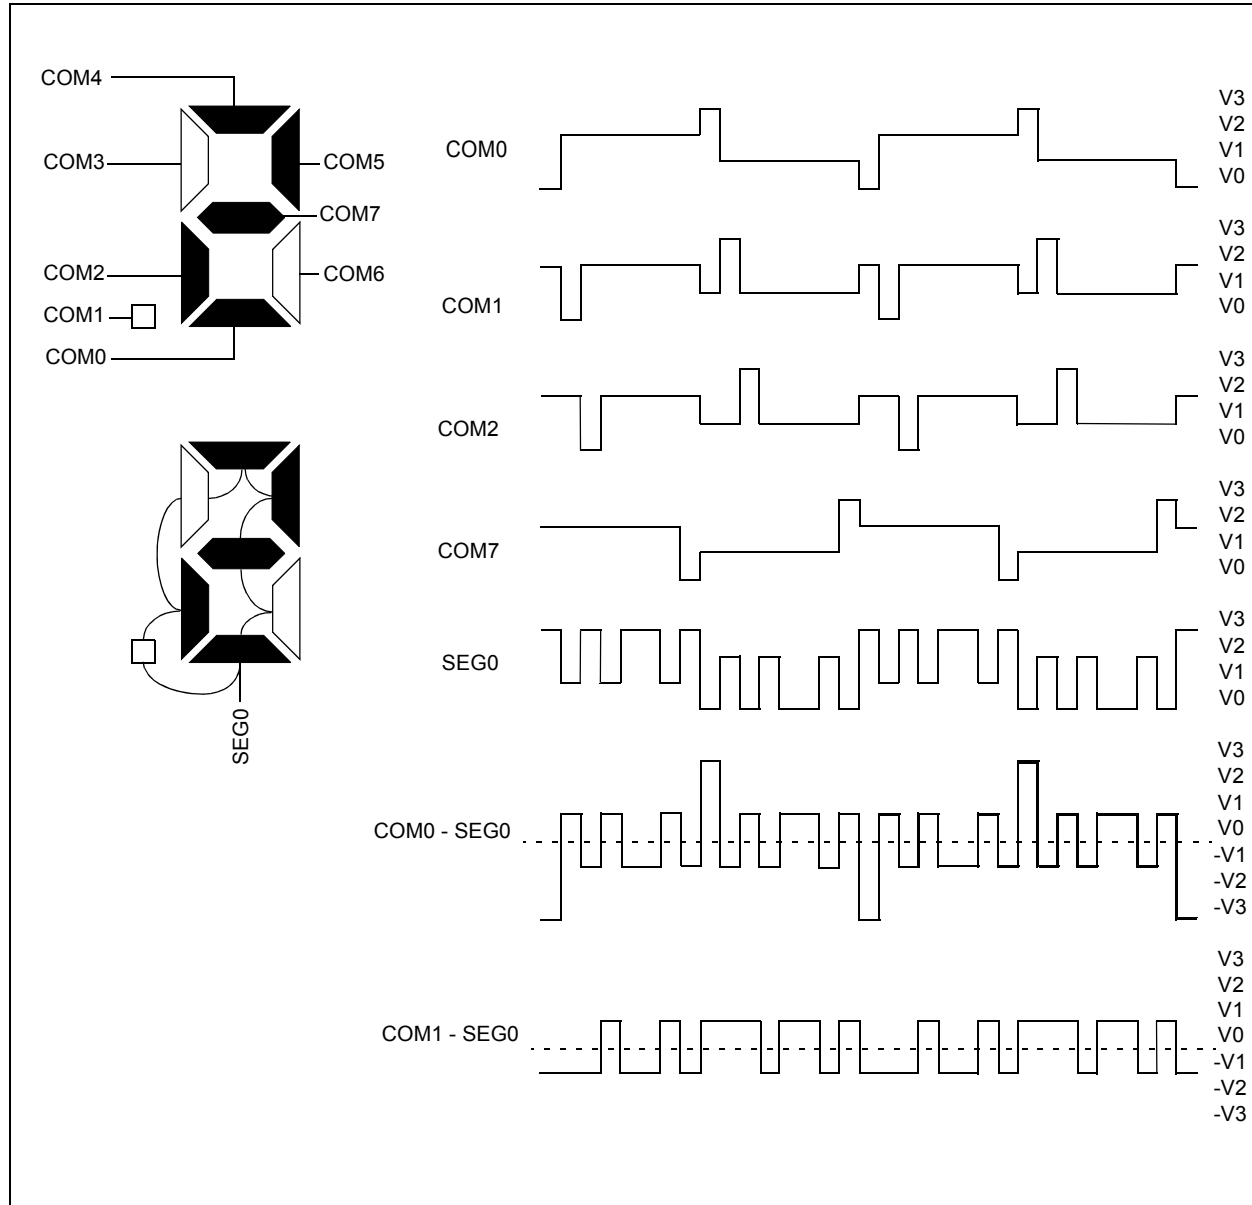 COM4
COM3
COM5
COM7
COM2
COM6
COM1
COM0
SEG0
COM0
V3
V2
V1
V0
COM1
V3
V2
V1
V0
COM2
V3
V2
V1
V0
COM7
V3
V2
V1
V0
SEG0
V3
V2
V1
V0
COM0 - SEG0
V3
V2
V1
V0
-V1
-V2
-V3
COM1 - SEG0
V3
V2
V1
V0
-V1
-V2
-V3